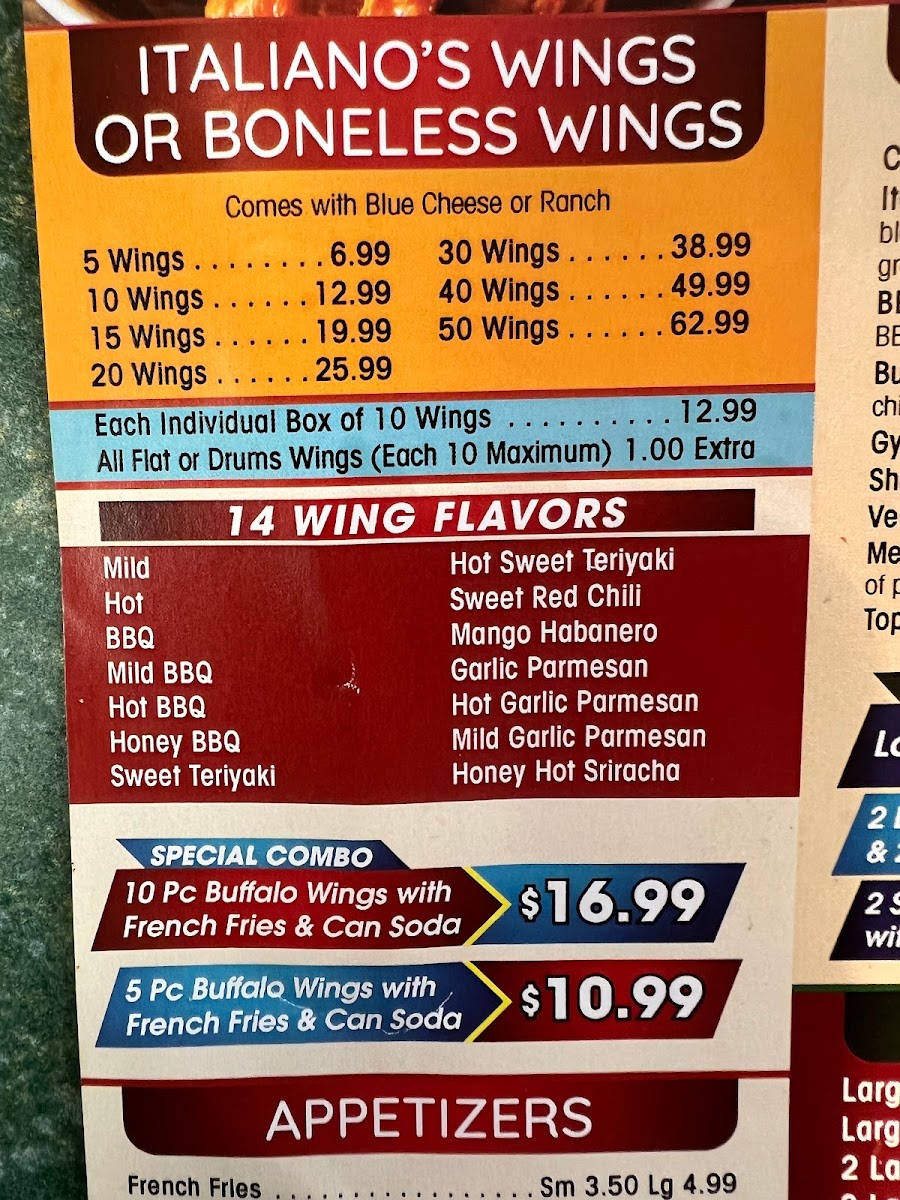 ITALIANO'S WINGS
OR BONELESS WINGS
Comes with Blue Cheese or Ranch
5 Wings ........ 6.99
10 Wings ...... 12.99
15 Wings ...... 19.99
20 Wings ...... 25.99
30 Wings ...... 38.99
40 Wings ...... 49.99
50 Wings ...... 62.99
Each Individual Box of 10 Wings .......... 12.99
All Flat or Drums Wings (Each 10 Maximum) 1.00 Extra
14 WING FLAVORS
Mild
Hot
BBQ
Mild BBQ
Hot BBQ
Honey BBQ
Sweet Teriyaki
Hot Sweet Teriyaki
Sweet Red Chili
Mango Habanero
Garlic Parmesan
Hot Garlic Parmesan
Mild Garlic Parmesan
Honey Hot Sriracha
SPECIAL COMBO
10 Pc Buffalo Wings with
French Fries & Can Soda
$16.99
5 Pc Buffalo Wings with
French Fries & Can Soda
$10.99
APPETIZERS
French Fries .................. Sm 3.50 Lg 4.99
of
2
&
2
2